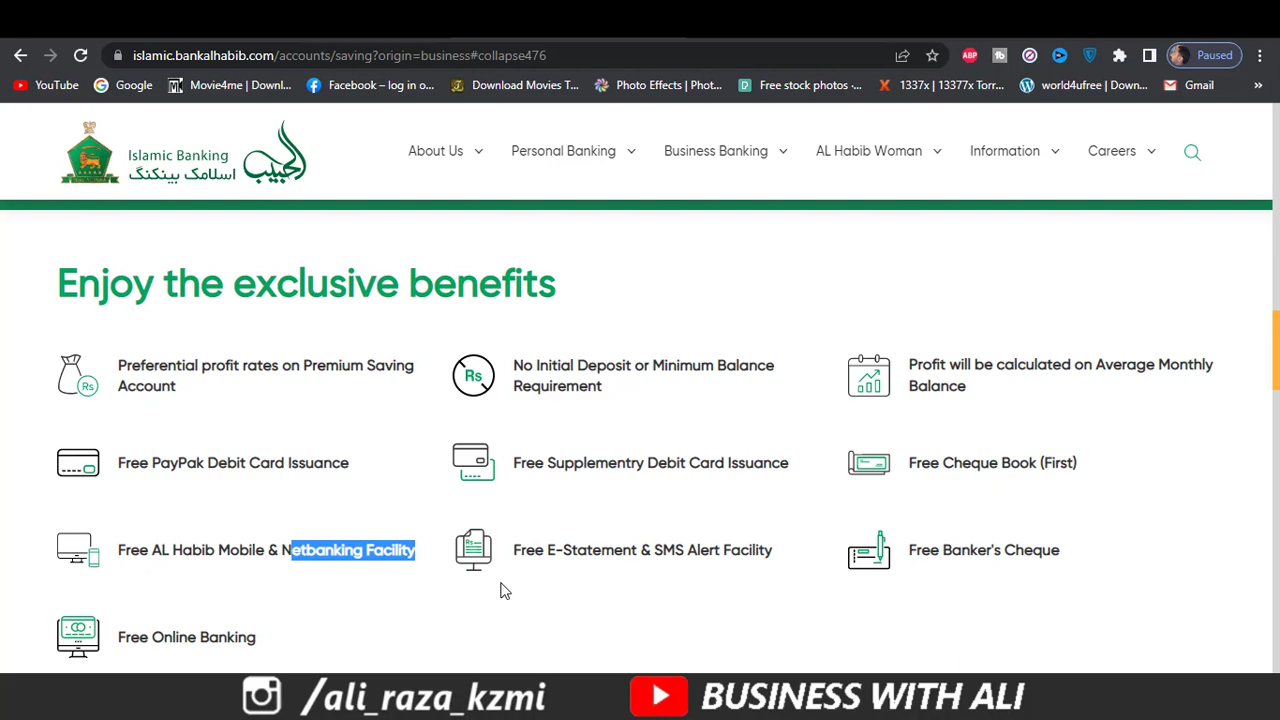 islamic.bankalhabib.com/accounts/saving?origin=business#collapse476
ABP
Paused
YouTube
Google
Movie4me | Downl...
Facebook – log in o...
Download Movies T...
Photo Effects | Phot...
Free stock photos -...
1337x | 13377x Torr...
world4ufree | Down...
Gmail
»
Islamic Banking
اسلامک بینکنگ
الحبیب
About Us
Personal Banking
Business Banking
AL Habib Woman
Information
Careers
Enjoy the exclusive benefits
Rs
Preferential profit rates on Premium Saving
Account
Rs
No Initial Deposit or Minimum Balance
Requirement
Profit will be calculated on Average Monthly
Balance
Free PayPak Debit Card Issuance
Free Supplementry Debit Card Issuance
Free Cheque Book (First)
Free AL Habib Mobile & Netbanking Facility
Free E-Statement & SMS Alert Facility
Free Banker's Cheque
Free Online Banking
/ali_raza_kzmi
BUSINESS WITH ALI